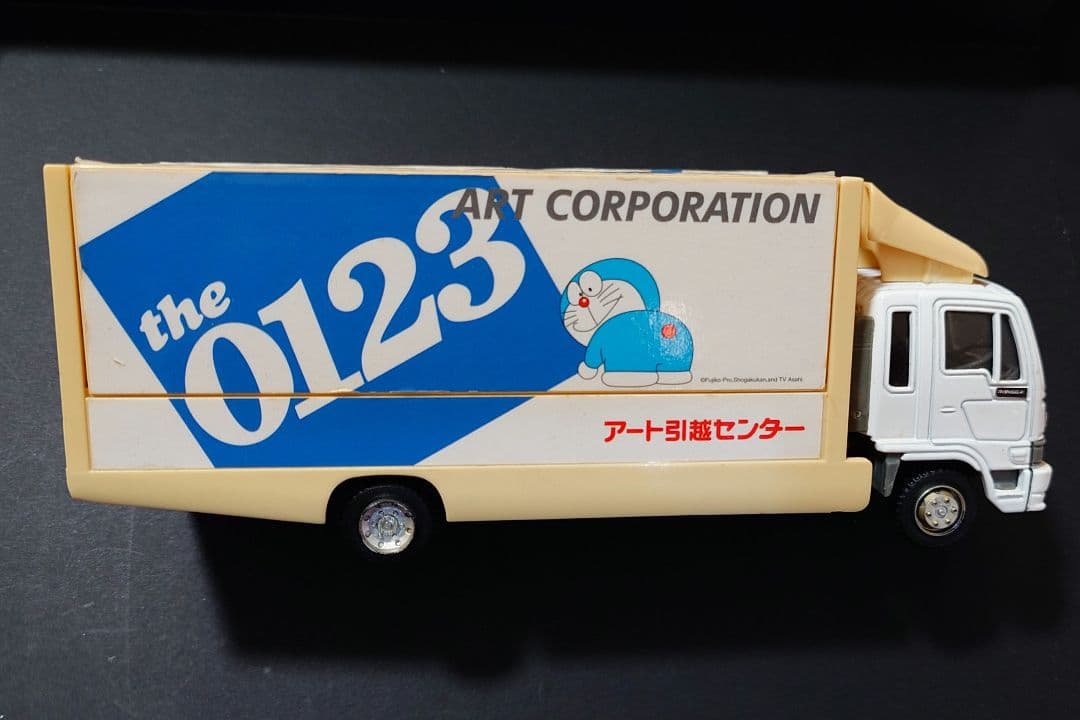 ART CORPORATION
the
0123
©Fujiko-Pro,Shogakukan,and TV Asahi
アート引越センター